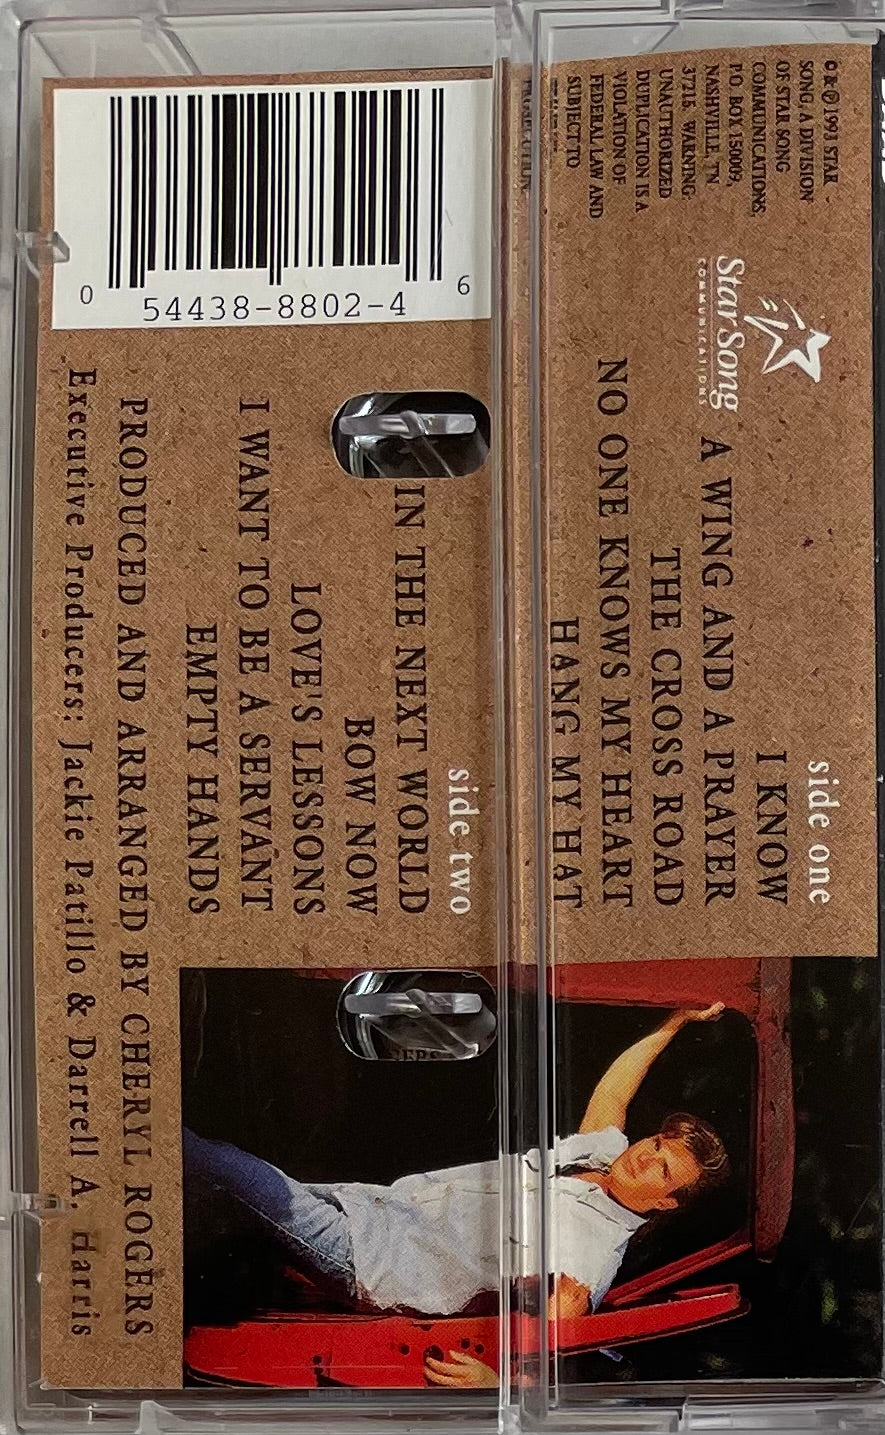 © & ℗ 1993 STAR
SONG, A DIVISION
OF STAR SONG
COMMUNICATIONS,
P.O. BOX 150009,
NASHVILLE, TN
37215. WARNING:
UNAUTHORIZED
DUPLICATION IS A
VIOLATION OF
FEDERAL LAW AND
SUBJECT TO
PROSECUTION.
Star Song
COMMUNICATIONS
side one
I KNOW
A WING AND A PRAYER
THE CROSS ROAD
NO ONE KNOWS MY HEART
HANG MY HAT
side two
IN THE NEXT WORLD
BOW NOW
LOVE'S LESSONS
I WANT TO BE A SERVANT
EMPTY HANDS
PRODUCED AND ARRANGED BY CHERYL ROGERS
Executive Producers: Jackie Patillo & Darrell A. Harris
0 54438-8802-4 6